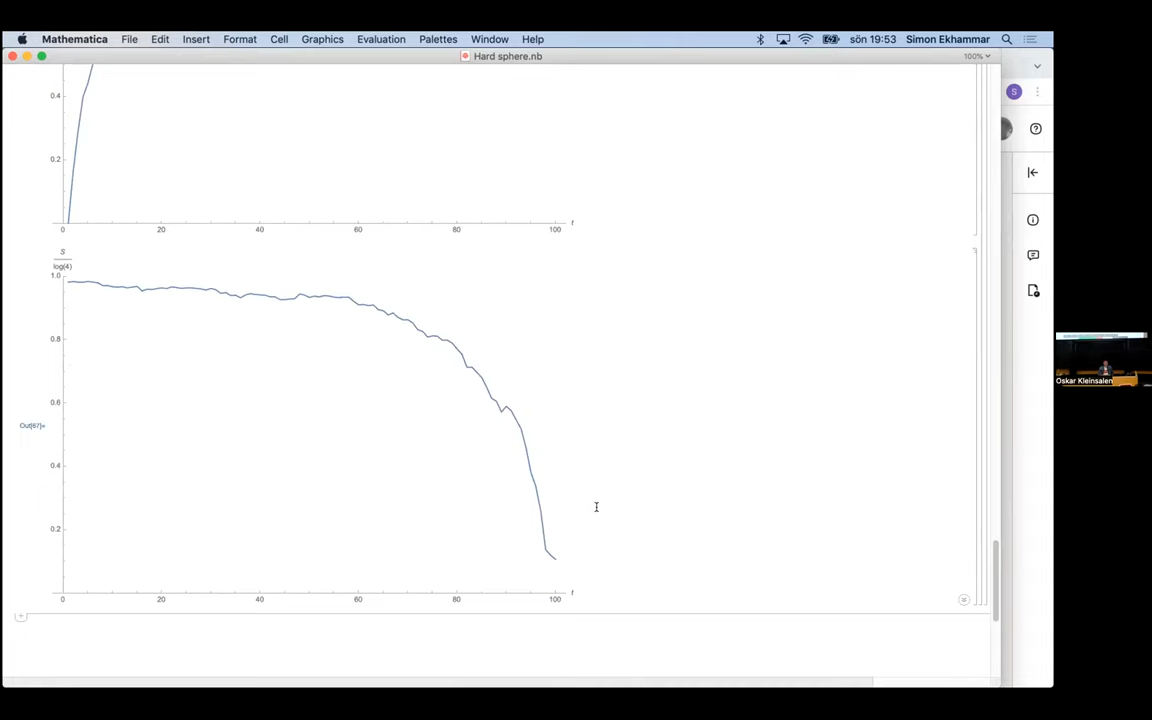 Mathematica File Edit Insert Format Cell Graphics Evaluation Palettes Window Help sön 19:53 Simon Ekhammar
Hard sphere.nb
100%
S
0.4
0.2
0 20 40 60 80 100 t
S
log(4)
1.0
0.8
0.6
0.4
0.2
0 20 40 60 80 100 t
Out[67]=
Oskar Kleinsalen